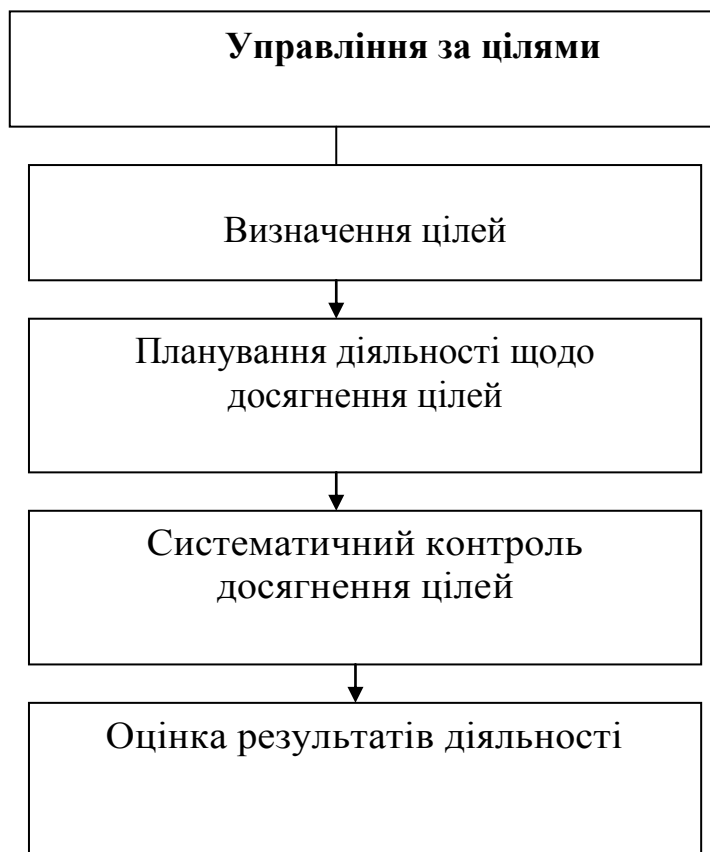 Управління за цілями
Визначення цілей
Планування діяльності щодо
досягнення цілей
Систематичний контроль
досягнення цілей
Оцінка результатів діяльності